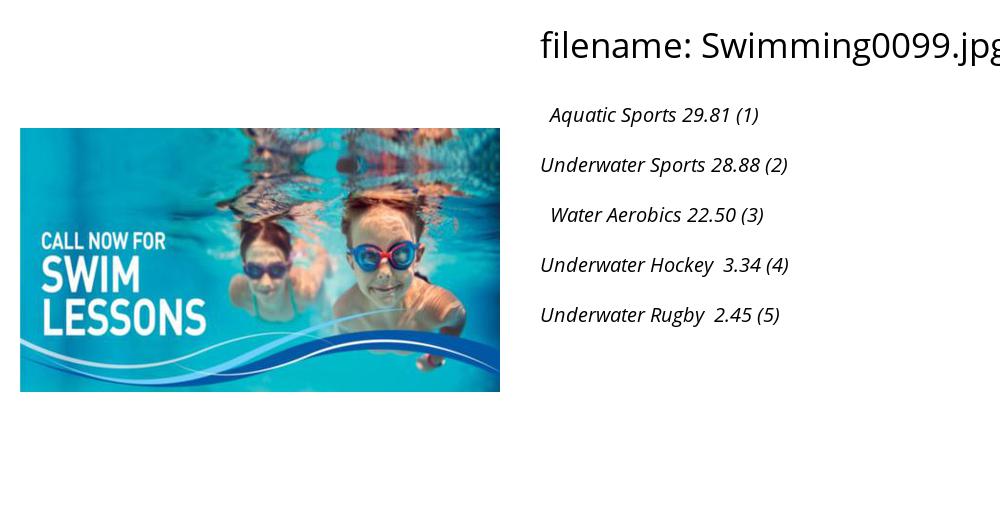 filename: Swimming0099.jpg
Aquatic Sports 29.81 (1)
Underwater Sports 28.88 (2)
Water Aerobics 22.50 (3)
Underwater Hockey 3.34 (4)
Underwater Rugby 2.45 (5)
CALL NOW FOR
SWIM
LESSONS